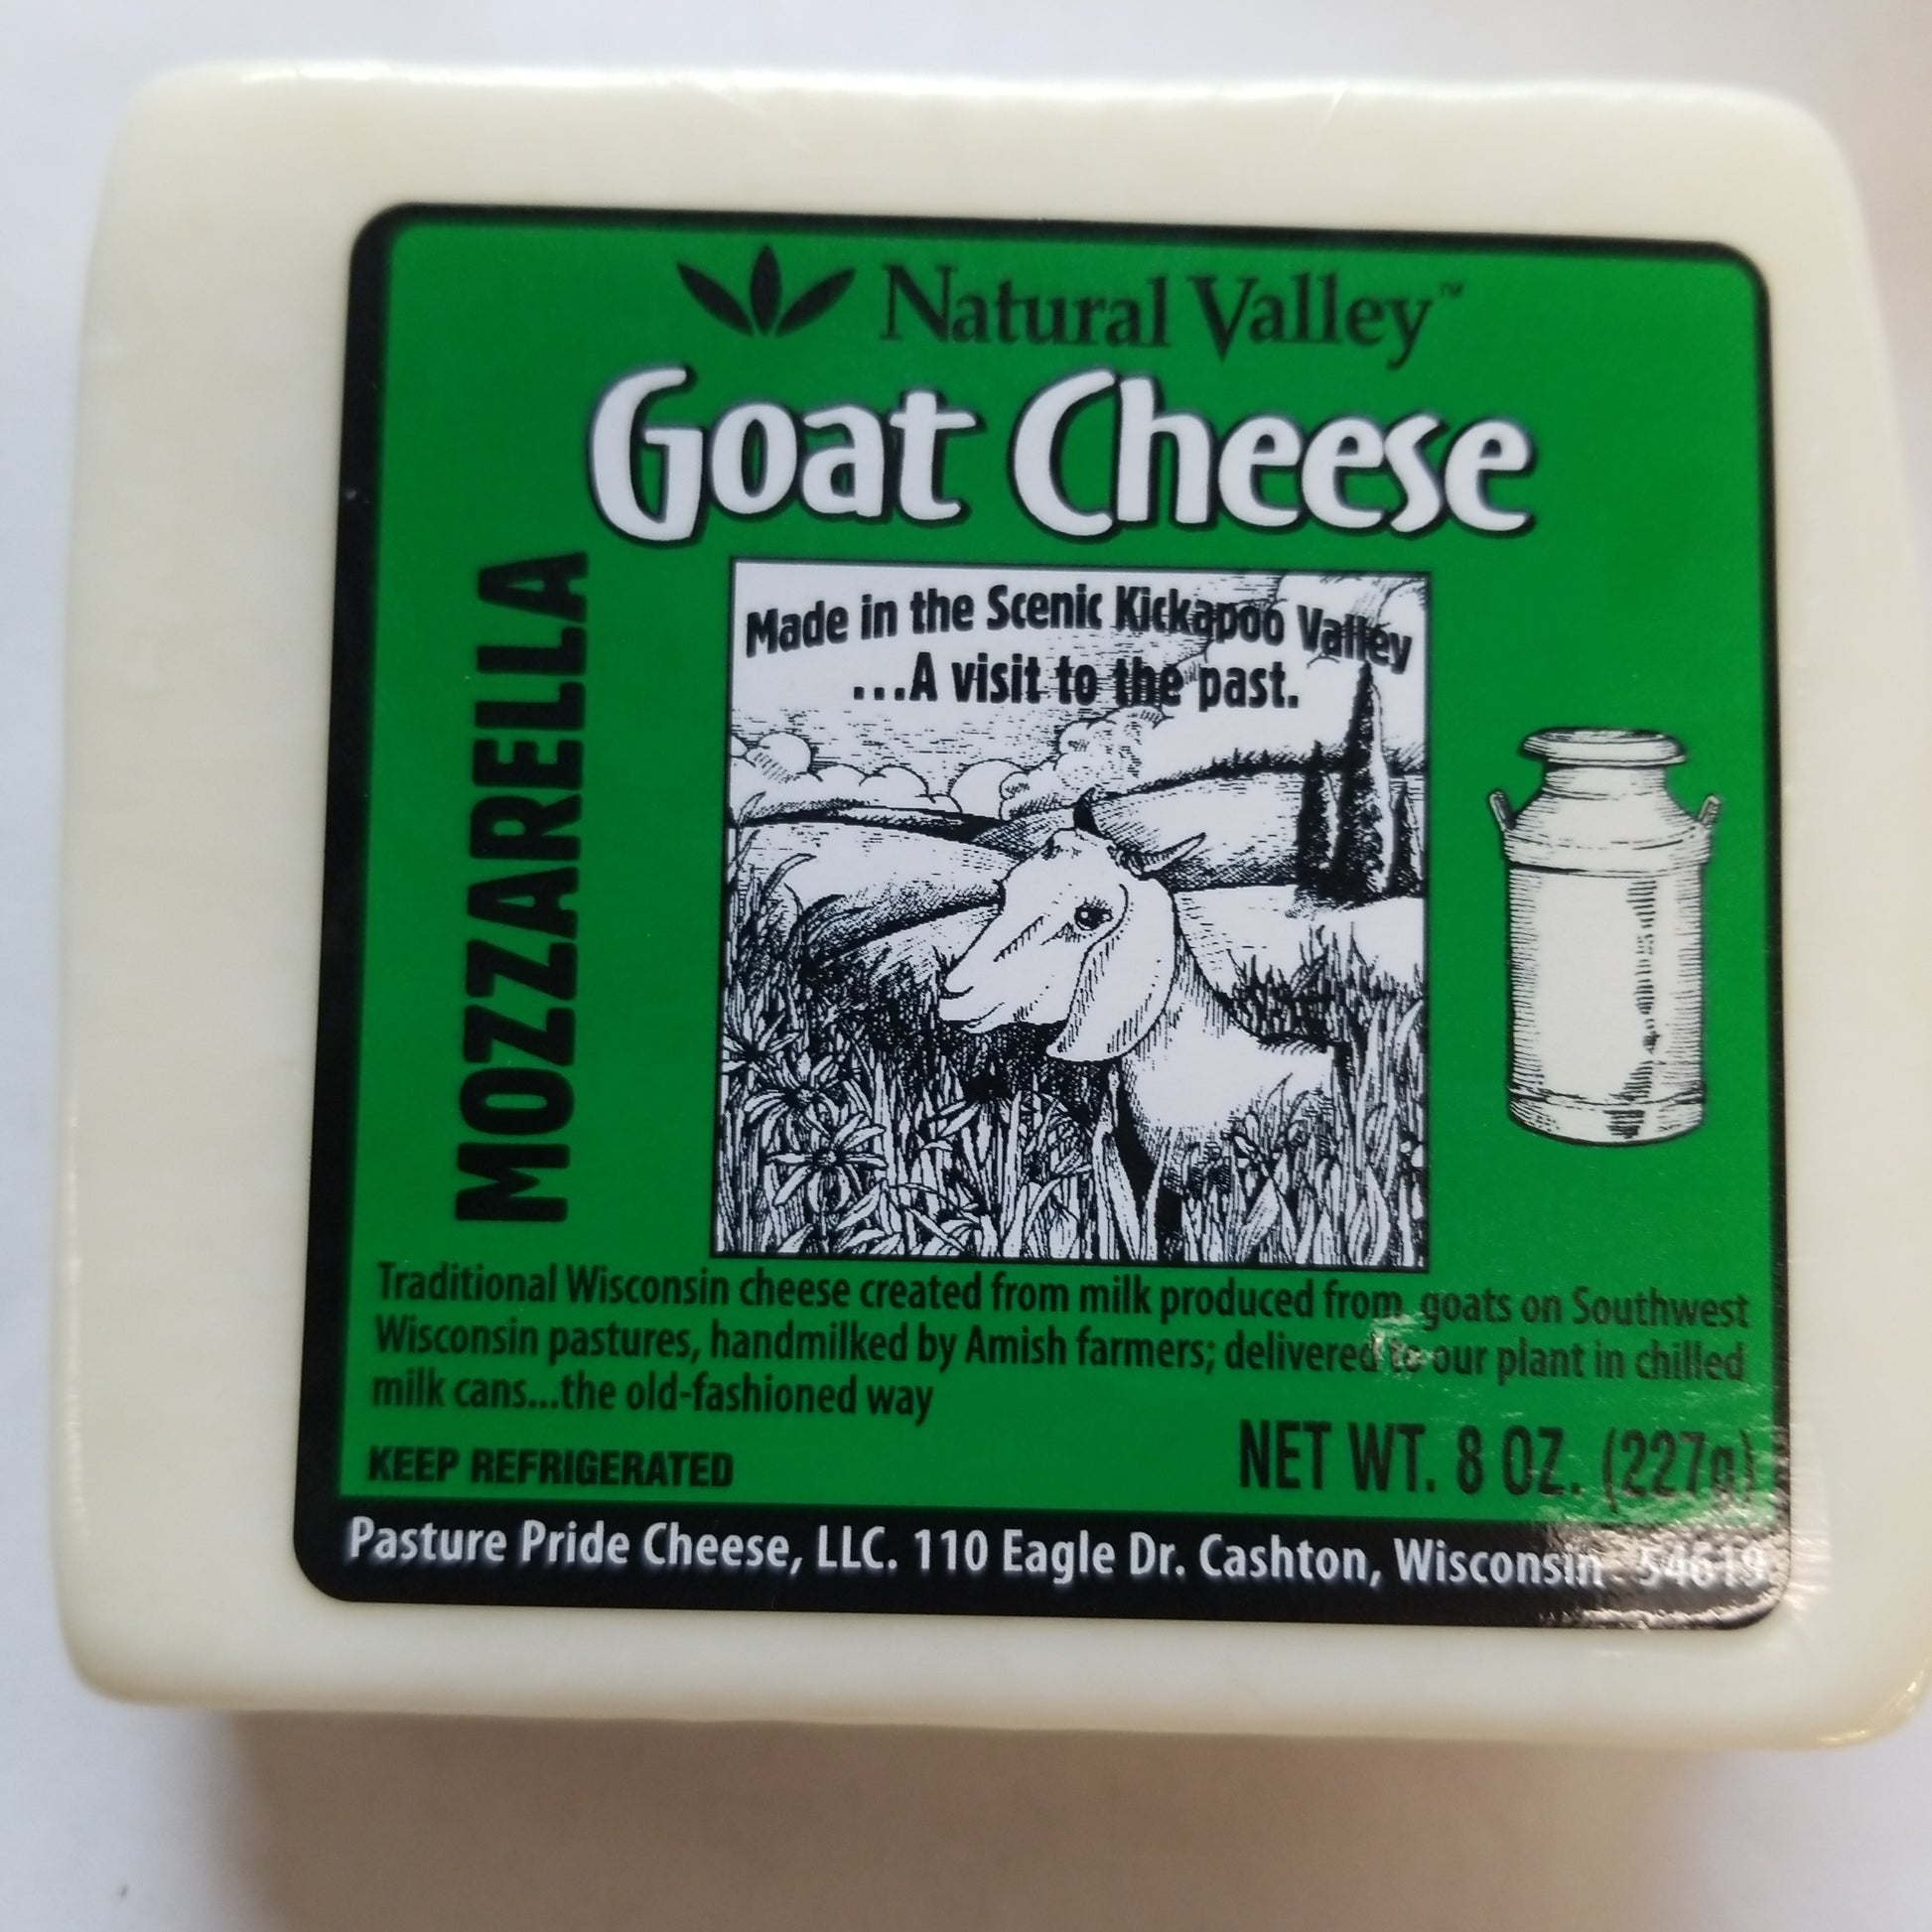 Natural Valley™
Goat Cheese
MOZZARELLA
Made in the Scenic Kickapoo Valley
...A visit to the past.
Traditional Wisconsin cheese created from milk produced from goats on Southwest
Wisconsin pastures, handmilked by Amish farmers; delivered to our plant in chilled
milk cans...the old-fashioned way
KEEP REFRIGERATED
NET WT. 8 OZ. (227g)
Pasture Pride Cheese, LLC. 110 Eagle Dr. Cashton, Wisconsin 54619